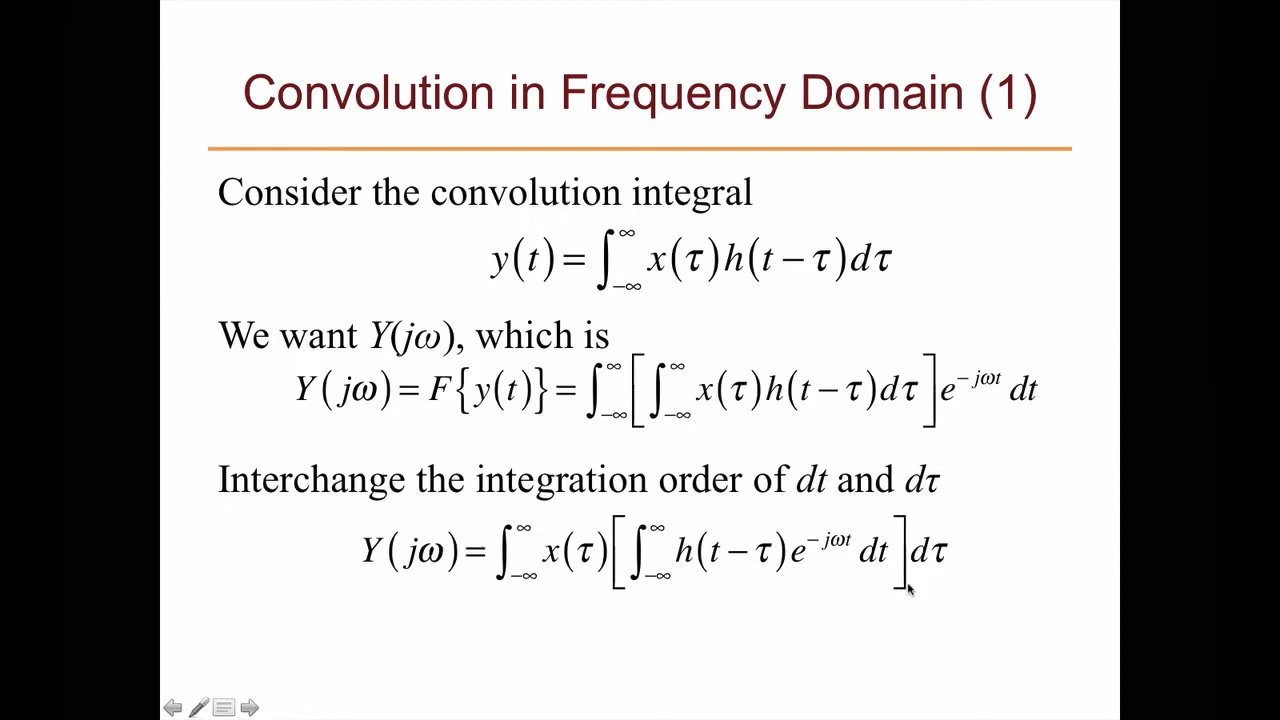 Convolution in Frequency Domain (1)
Consider the convolution integral
y(t) = ∫_{−∞}^{∞} x(τ)h(t − τ)dτ
We want Y(jω), which is
Y(jω) = F{y(t)} = ∫_{−∞}^{∞} [∫_{−∞}^{∞} x(τ)h(t − τ)dτ] e^{−jωt} dt
Interchange the integration order of dt and dτ
Y(jω) = ∫_{−∞}^{∞} x(τ)[∫_{−∞}^{∞} h(t − τ)e^{−jωt} dt] dτ